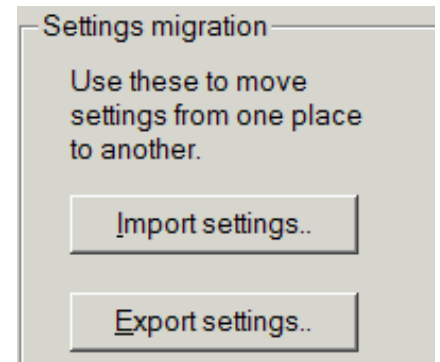 Settings migration
Use these to move
settings from one place
to another.
Import settings..
Export settings..